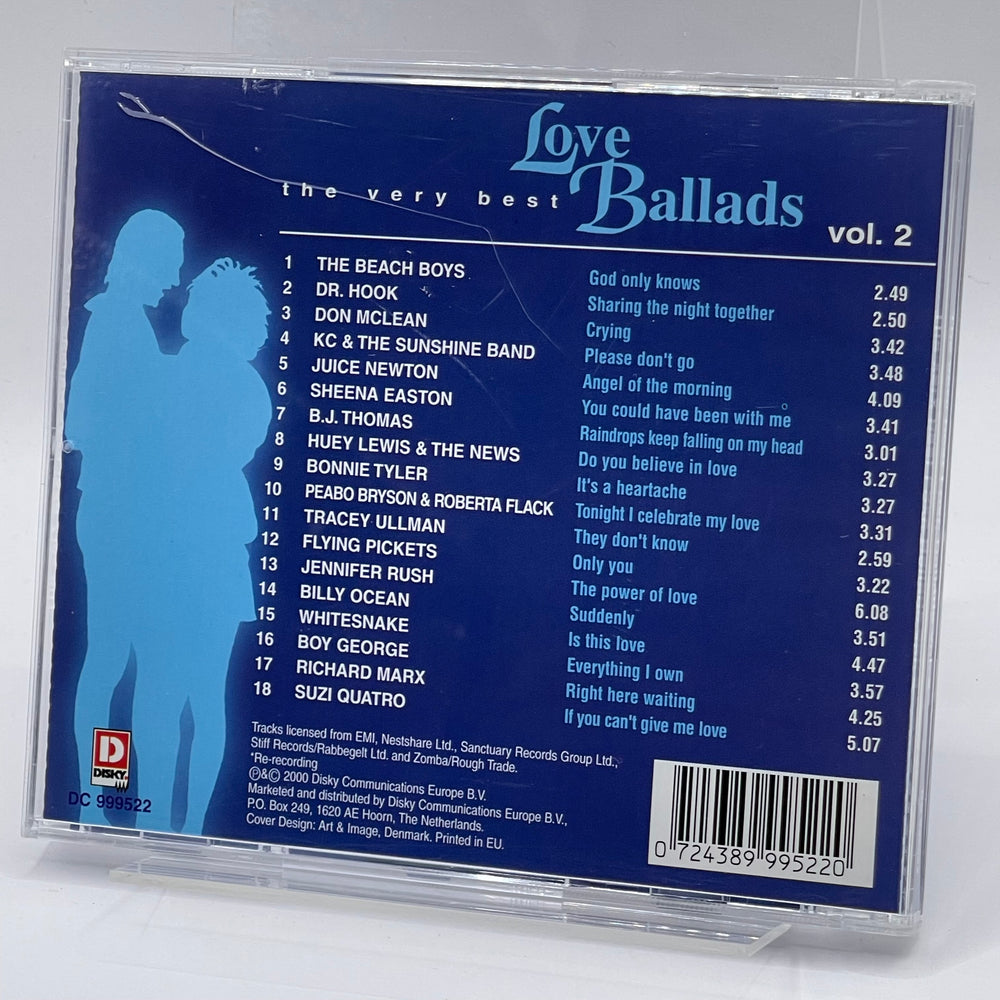 Love
the very best Ballads vol. 2
1 THE BEACH BOYS God only knows 2.49
2 DR. HOOK Sharing the night together 2.50
3 DON MCLEAN Crying 3.42
4 KC & THE SUNSHINE BAND Please don't go 3.48
5 JUICE NEWTON Angel of the morning 4.09
6 SHEENA EASTON You could have been with me 3.41
7 B.J. THOMAS Raindrops keep falling on my head 3.01
8 HUEY LEWIS & THE NEWS Do you believe in love 3.27
9 BONNIE TYLER It's a heartache 3.27
10 PEABO BRYSON & ROBERTA FLACK Tonight I celebrate my love 3.31
11 TRACEY ULLMAN They don't know 2.59
12 FLYING PICKETS Only you 3.22
13 JENNIFER RUSH The power of love 6.08
14 BILLY OCEAN Suddenly 3.51
15 WHITESNAKE Is this love 4.47
16 BOY GEORGE Everything I own 3.57
17 RICHARD MARX Right here waiting 4.25
18 SUZI QUATRO If you can't give me love 5.07
Tracks licensed from EMI, Nestshare Ltd., Sanctuary Records Group Ltd.,
Stiff Records/Rabbegelt Ltd. and Zomba/Rough Trade.
*Re-recording
℗&© 2000 Disky Communications Europe B.V.
Marketed and distributed by Disky Communications Europe B.V.,
P.O. Box 249, 1620 AE Hoorn, The Netherlands.
Cover Design: Art & Image, Denmark. Printed in EU.
D
DISKY
DC 999522
0 724389 995220